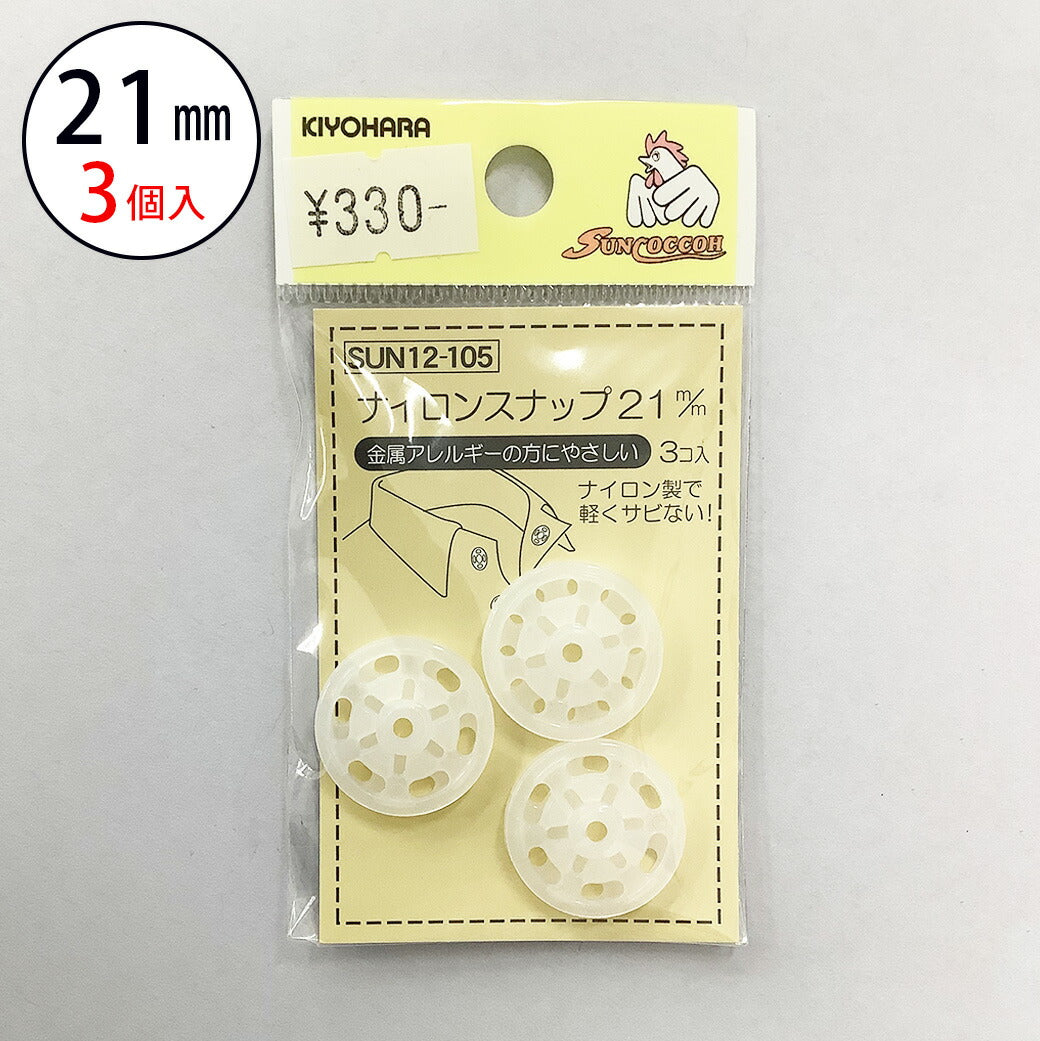 21mm
3個入
KIYOHARA
¥330-
SUNCOCCOH
SUN12-105
ナイロンスナップ21m/m
金属アレルギーの方にやさしい 3コ入
ナイロン製で
軽くサビない!